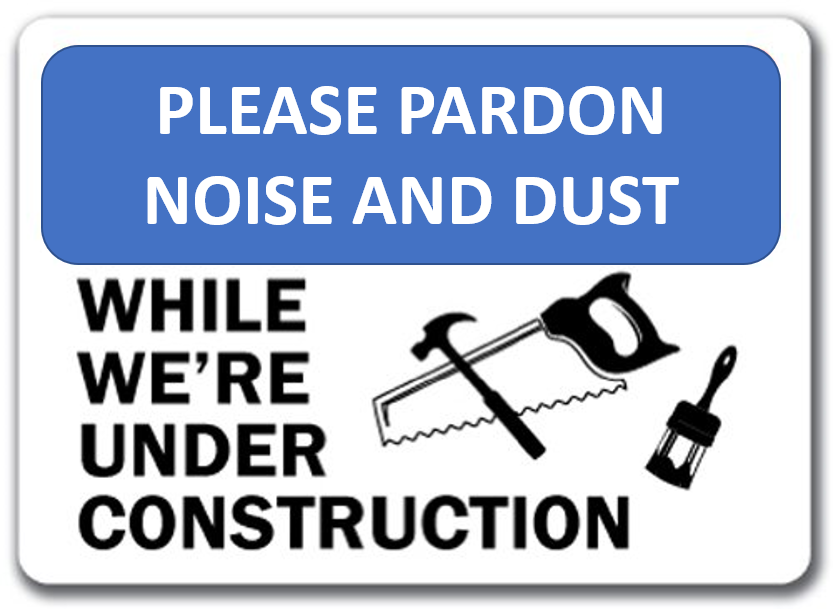 PLEASE PARDON
NOISE AND DUST
WHILE
WE'RE
UNDER
CONSTRUCTION